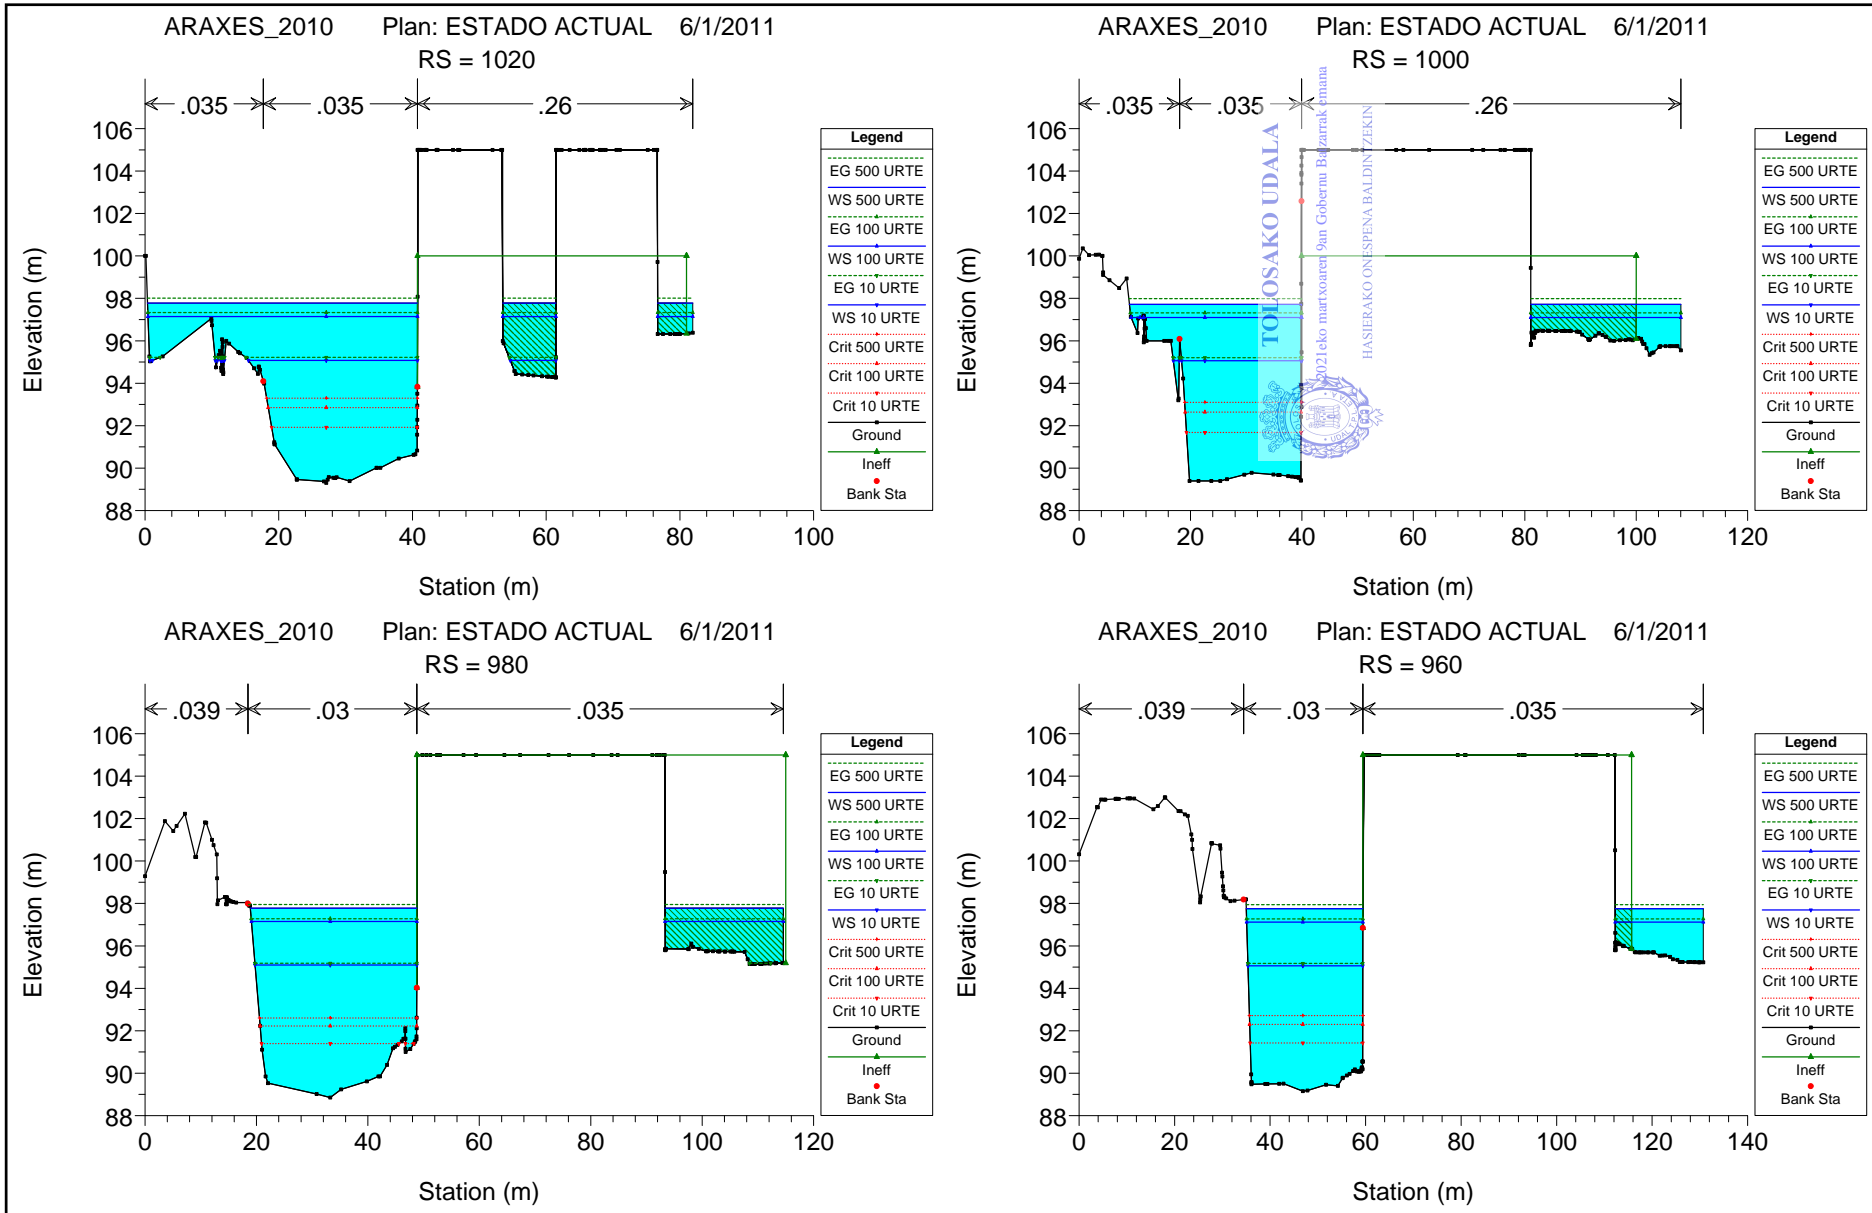 ARAXES_2010 Plan: ESTADO ACTUAL 6/1/2011
RS = 1020
.035 .035 .26
106
104
102
100
98
96
94
92
90
88
Elevation (m)
0 20 40 60 80 100
Station (m)
Legend
EG 500 URTE
WS 500 URTE
EG 100 URTE
WS 100 URTE
EG 10 URTE
WS 10 URTE
Crit 500 URTE
Crit 100 URTE
Crit 10 URTE
Ground
Ineff
Bank Sta
ARAXES_2010 Plan: ESTADO ACTUAL 6/1/2011
RS = 1000
.035 .035 .26
106
104
102
100
98
96
94
92
90
88
Elevation (m)
0 20 40 60 80 100 120
Station (m)
Legend
EG 500 URTE
WS 500 URTE
EG 100 URTE
WS 100 URTE
EG 10 URTE
WS 10 URTE
Crit 500 URTE
Crit 100 URTE
Crit 10 URTE
Ground
Ineff
Bank Sta
TOLOSAKO UDALA
2021eko martxoaren 9an Gobernu Batzarrak emana
HASIERAKO ONESPENA BALDINTZEKIN
ARAXES_2010 Plan: ESTADO ACTUAL 6/1/2011
RS = 980
.039 .03 .035
106
104
102
100
98
96
94
92
90
88
Elevation (m)
0 20 40 60 80 100 120
Station (m)
Legend
EG 500 URTE
WS 500 URTE
EG 100 URTE
WS 100 URTE
EG 10 URTE
WS 10 URTE
Crit 500 URTE
Crit 100 URTE
Crit 10 URTE
Ground
Ineff
Bank Sta
ARAXES_2010 Plan: ESTADO ACTUAL 6/1/2011
RS = 960
.039 .03 .035
106
104
102
100
98
96
94
92
90
88
Elevation (m)
0 20 40 60 80 100 120 140
Station (m)
Legend
EG 500 URTE
WS 500 URTE
EG 100 URTE
WS 100 URTE
EG 10 URTE
WS 10 URTE
Crit 500 URTE
Crit 100 URTE
Crit 10 URTE
Ground
Ineff
Bank Sta